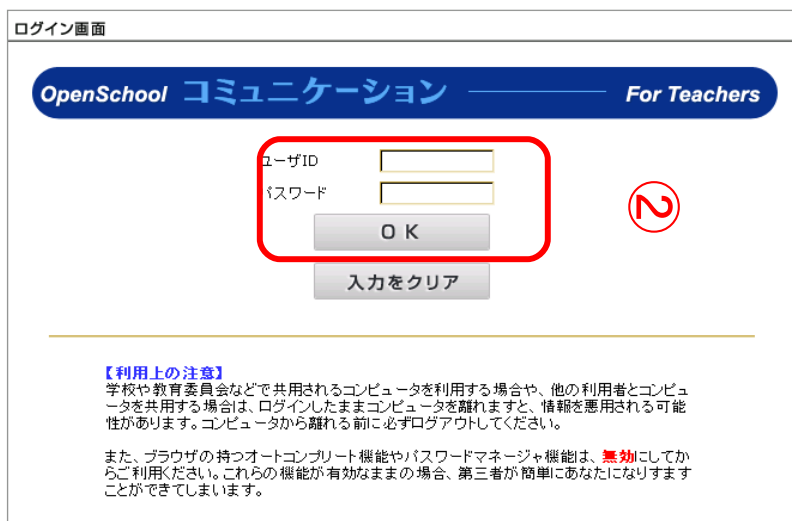 ログイン画面
OpenSchool コミュニケーション For Teachers
ユーザID
パスワード
②
O K
入力をクリア
【利用上の注意】
学校や教育委員会などで共用されるコンピュータを利用する場合や、他の利用者とコンピュ
ータを共用する場合は、ログインしたままコンピュータを離れますと、情報を悪用される可能
性があります。コンピュータから離れる前に必ずログアウトしてください。
また、ブラウザの持つオートコンプリート機能やパスワードマネージャ機能は、無効にしてか
らご利用ください。これらの機能が有効なままの場合、第三者が簡単にあなたになりすます
ことができてしまいます。